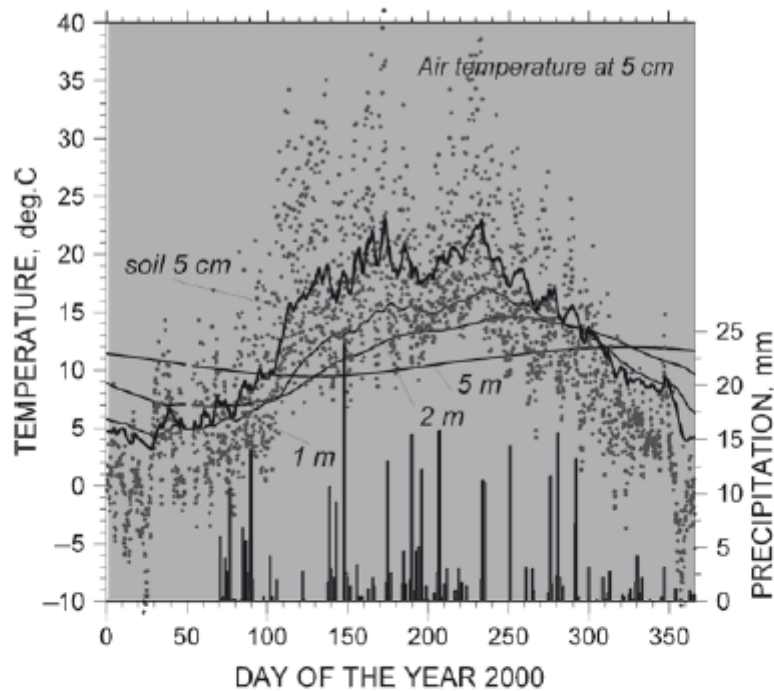 Air temperature at 5 cm
TEMPERATURE, deg.C
40
35
30
25
20
15
10
5
0
–5
–10
soil 5 cm
1 m
2 m
5 m
25
20
15
10
5
0
PRECIPITATION, mm
0 50 100 150 200 250 300 350
DAY OF THE YEAR 2000